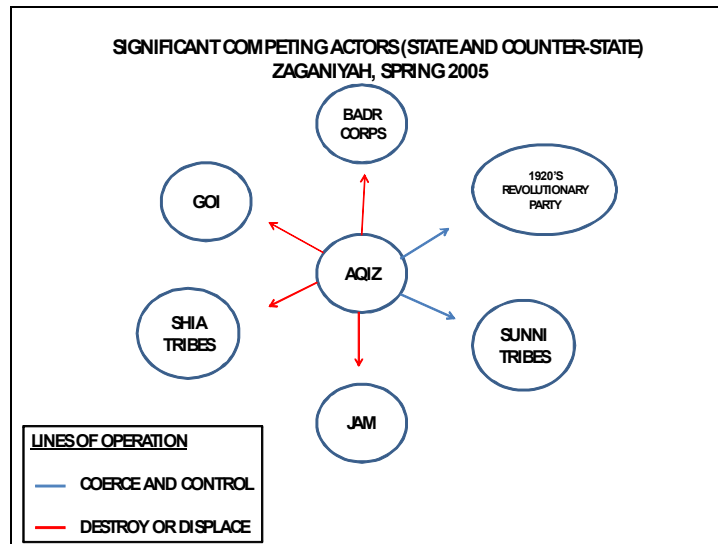 SIGNIFICANT COMPETING ACTORS (STATE AND COUNTER-STATE)
ZAGANIYAH, SPRING 2005
BADR
CORPS
1920'S
REVOLUTIONARY
PARTY
GOI
AQIZ
SHIA
TRIBES
SUNNI
TRIBES
JAM
LINES OF OPERATION
COERCE AND CONTROL
DESTROY OR DISPLACE